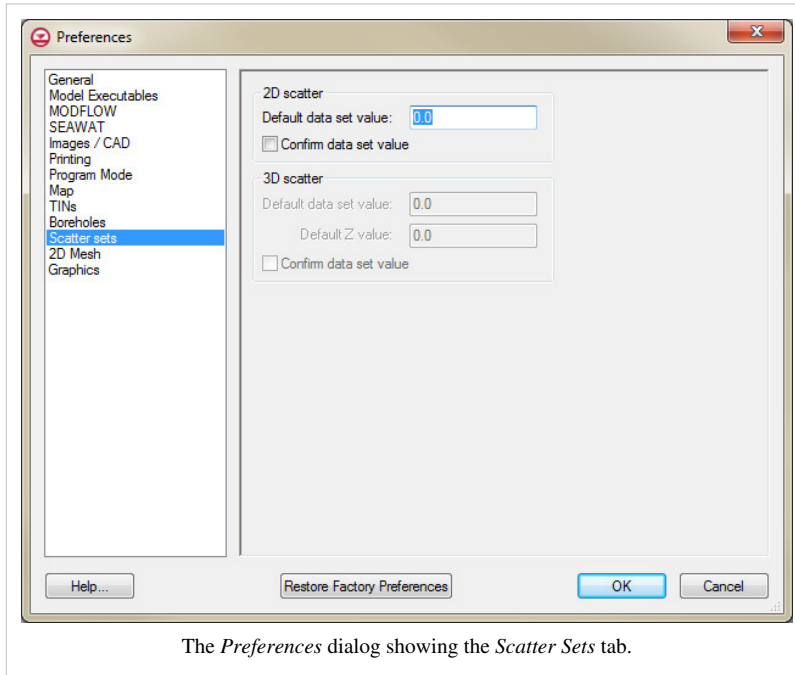 Preferences
x
General
Model Executables
MODFLOW
SEAWAT
Images / CAD
Printing
Program Mode
Map
TINs
Boreholes
Scatter sets
2D Mesh
Graphics
2D scatter
Default data set value: 0.0
Confirm data set value
3D scatter
Default data set value: 0.0
Default Z value: 0.0
Confirm data set value
Help... Restore Factory Preferences OK Cancel
The Preferences dialog showing the Scatter Sets tab.